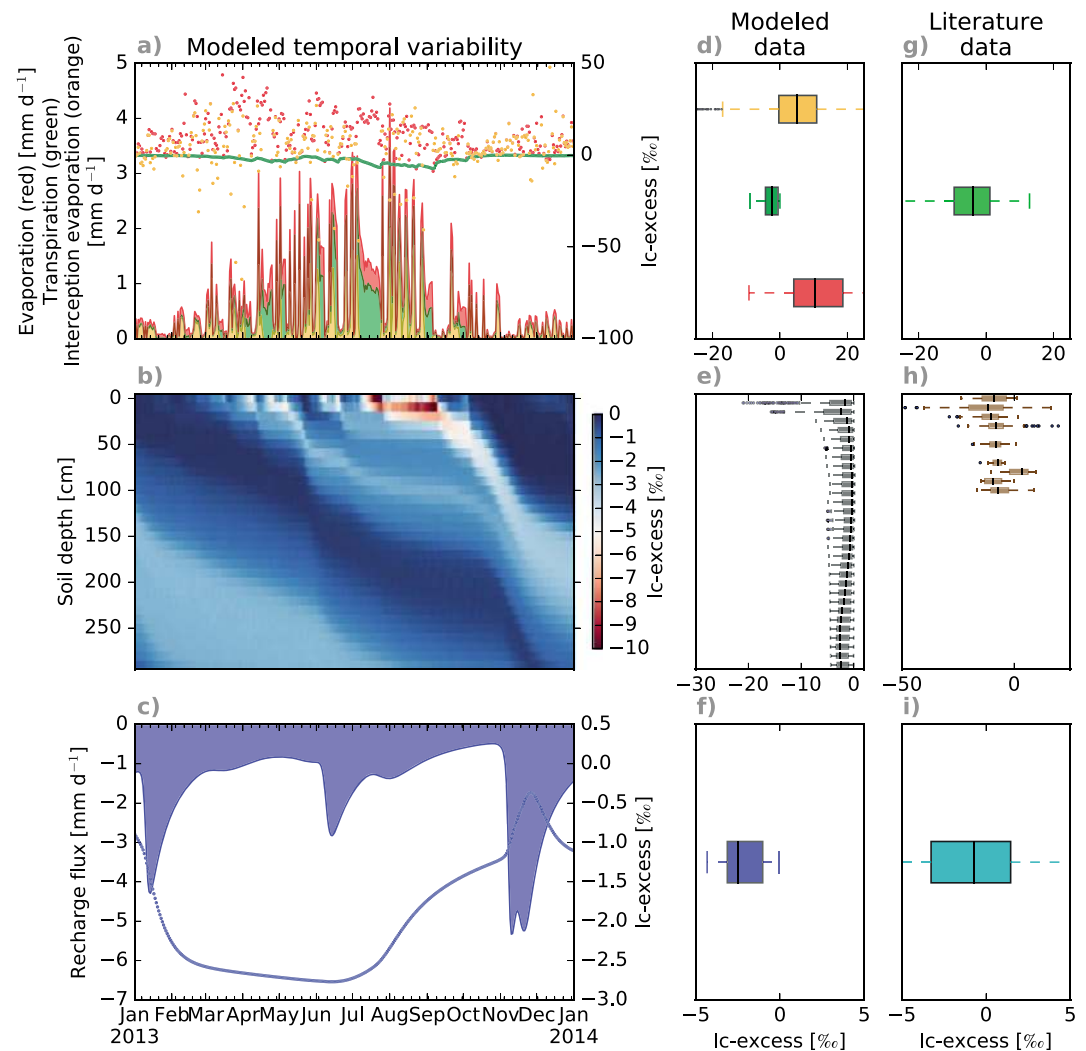 Modeled temporal variability
Modeled
data
Literature
data
a)
d)
g)
5
4
3
2
1
0
Evaporation (red) [mm d⁻¹]
Transpiration (green)
Interception evaporation (orange)
[mm d⁻¹]
50
0
−50
−100
lc-excess [‰]
−20 0 20
−20 0 20
b)
e)
h)
0
50
100
150
200
250
Soil depth [cm]
0
−1
−2
−3
−4
−5
−6
−7
−8
−9
−10
lc-excess [‰]
−30 −20 −10 0
−50 0
c)
f)
i)
0
−1
−2
−3
−4
−5
−6
−7
Recharge flux [mm d⁻¹]
0.5
0.0
−0.5
−1.0
−1.5
−2.0
−2.5
−3.0
lc-excess [‰]
Jan Feb Mar Apr May Jun Jul Aug Sep Oct Nov Dec Jan
2013 2014
−5 0 5
lc-excess [‰]
−5 0 5
lc-excess [‰]